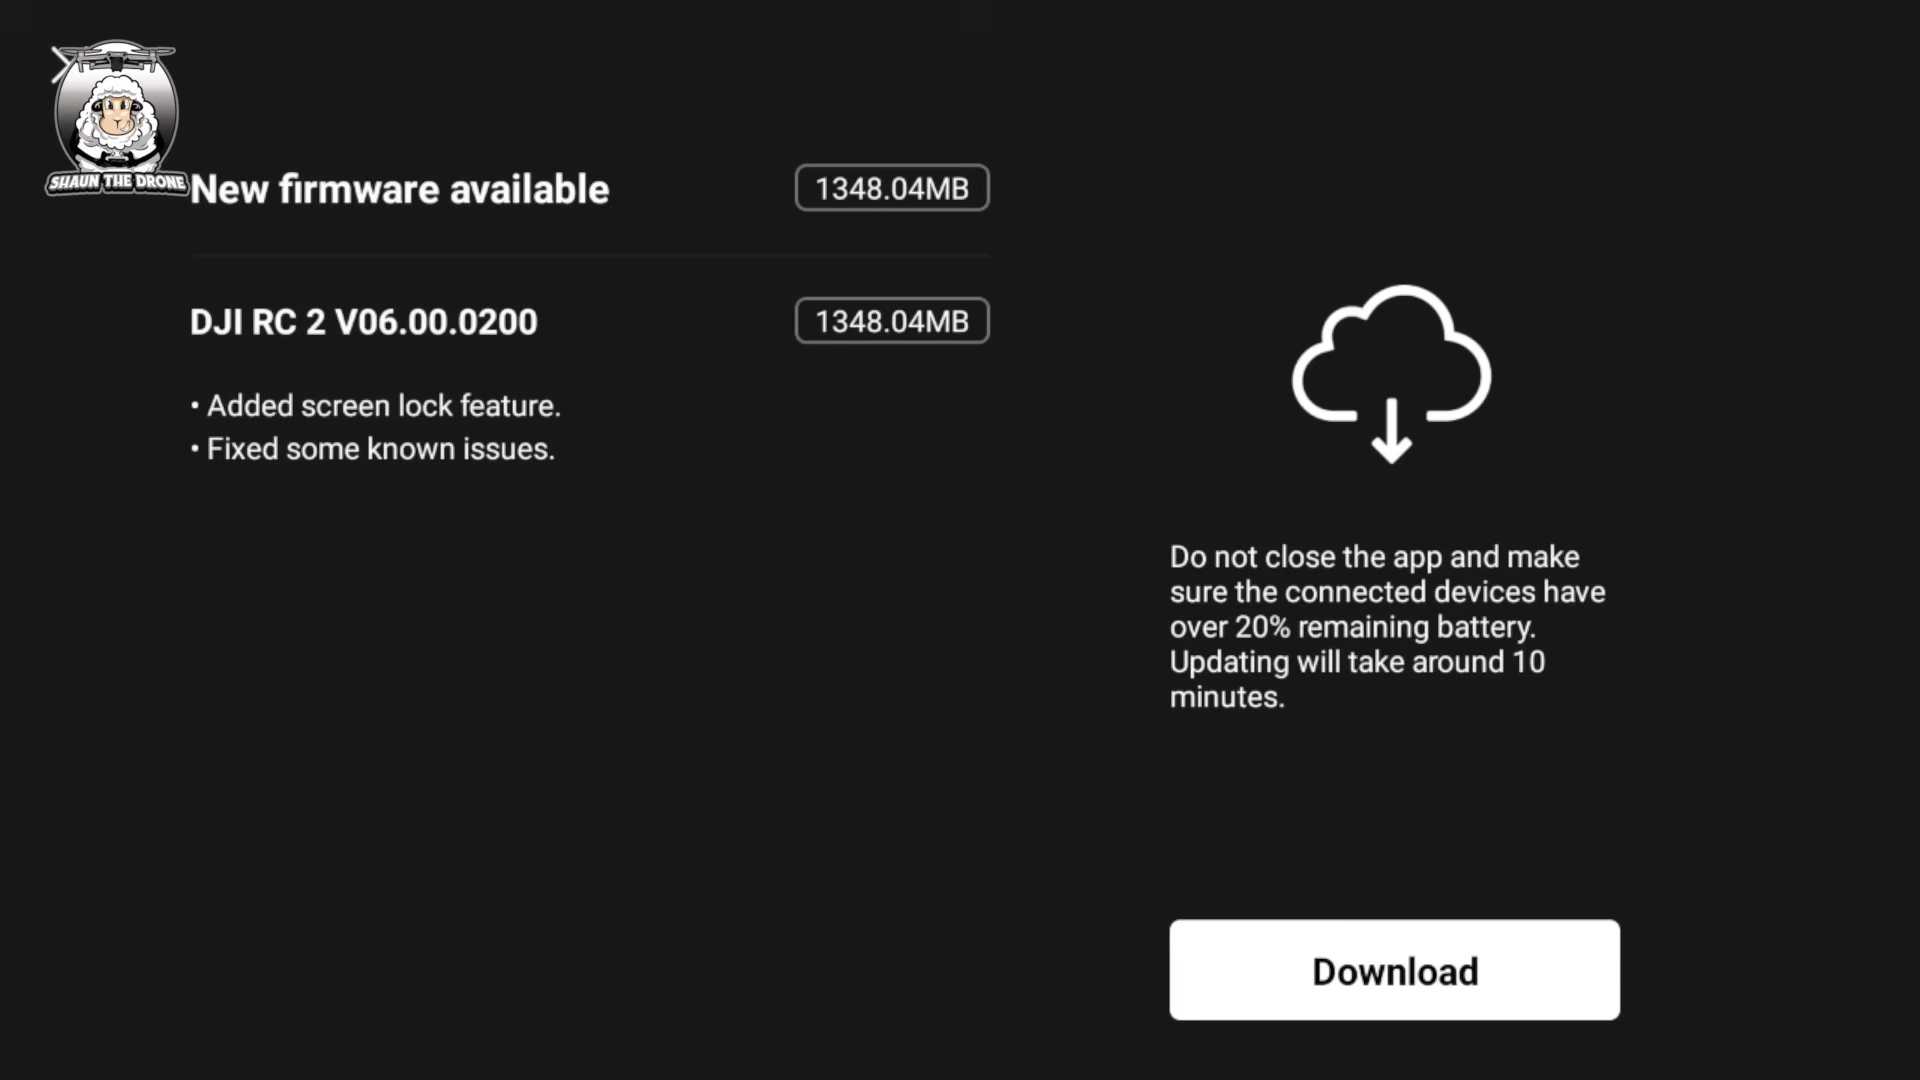 SHAUN THE DRONE
New firmware available
1348.04MB
DJI RC 2 V06.00.0200
1348.04MB
• Added screen lock feature.
• Fixed some known issues.
Do not close the app and make
sure the connected devices have
over 20% remaining battery.
Updating will take around 10
minutes.
Download